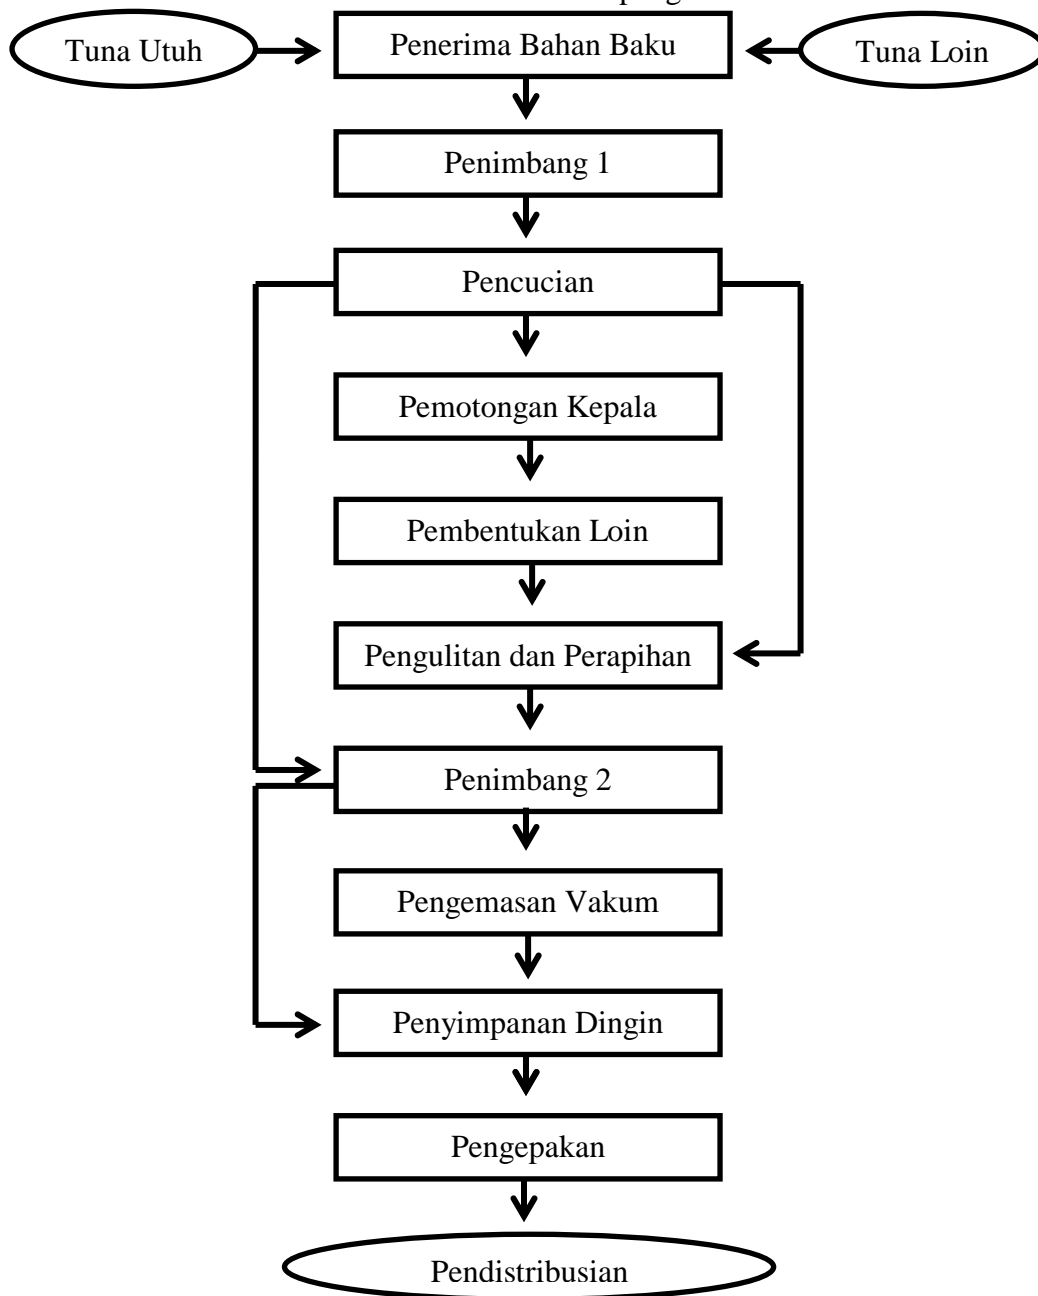 Tuna Utuh
Penerima Bahan Baku
Tuna Loin
Penimbang 1
Pencucian
Pemotongan Kepala
Pembentukan Loin
Pengulitan dan Perapihan
Penimbang 2
Pengemasan Vakum
Penyimpanan Dingin
Pengepakan
Pendistribusian